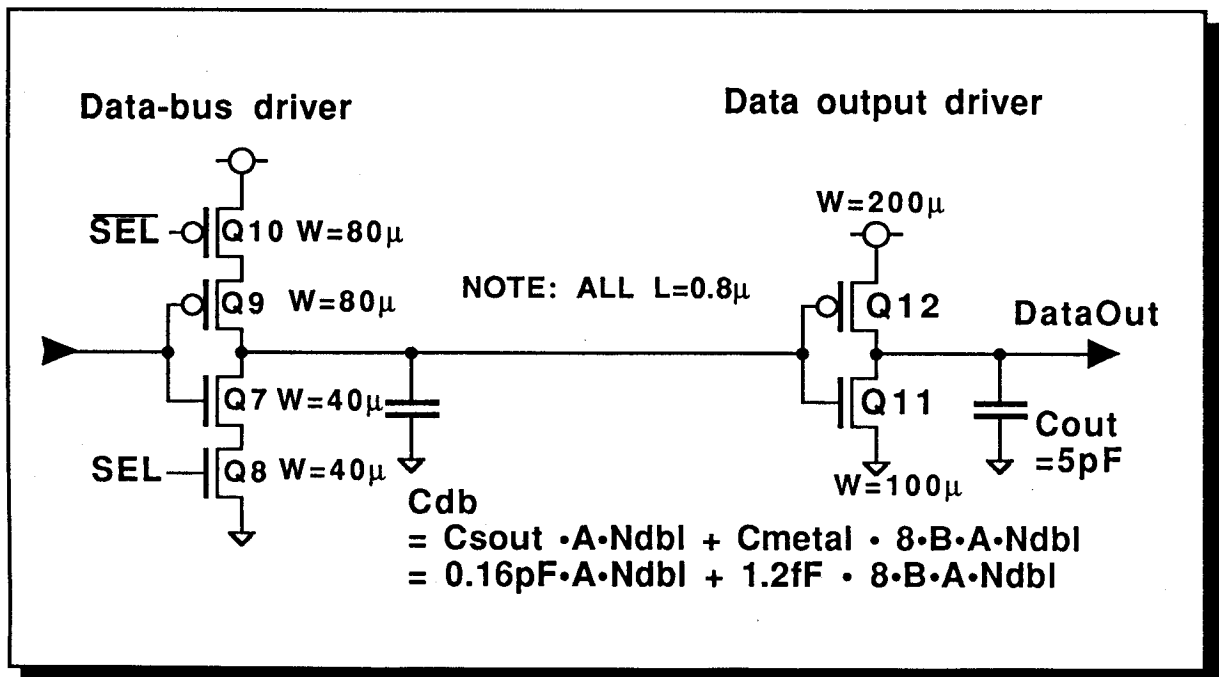 Data-bus driver
Data output driver
W=200μ
S̅E̅L̅ Q10 W=80μ
Q9 W=80μ
NOTE: ALL L=0.8μ
Q12
DataOut
Q7 W=40μ
Q11
SEL Q8 W=40μ
Cout
=5pF
W=100μ
Cdb
= Csout •A•Ndbl + Cmetal • 8•B•A•Ndbl
= 0.16pF•A•Ndbl + 1.2fF • 8•B•A•Ndbl